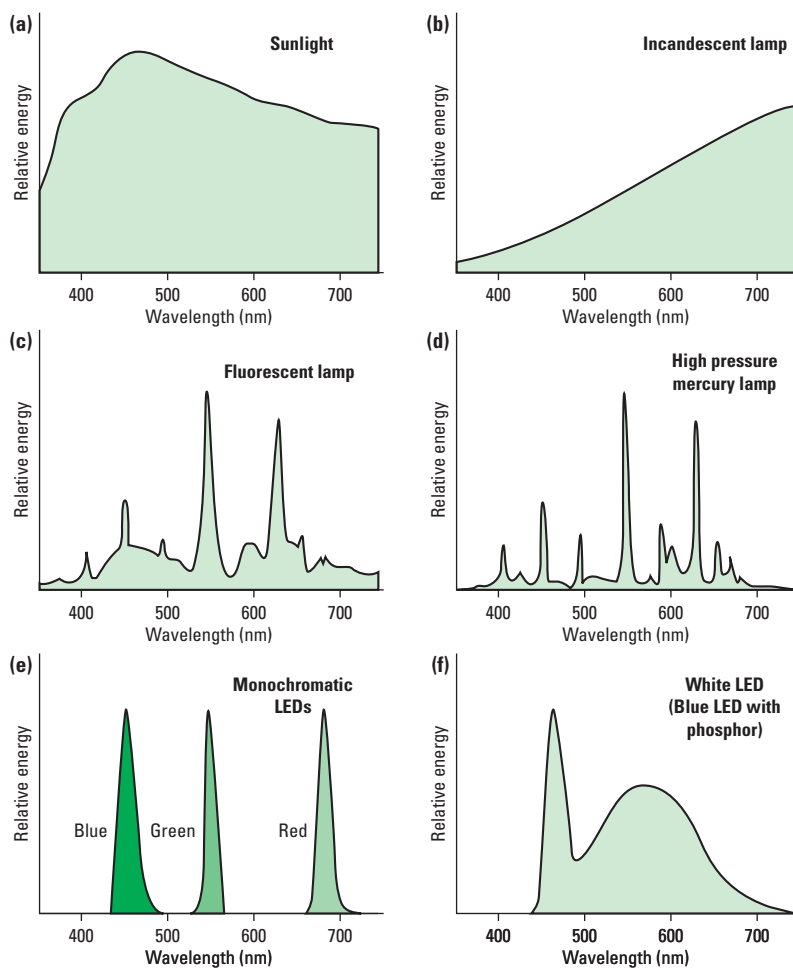 (a)
Sunlight
Relative energy
400 500 600 700
Wavelength (nm)
(b)
Incandescent lamp
Relative energy
400 500 600 700
Wavelength (nm)
(c)
Fluorescent lamp
Relative energy
400 500 600 700
Wavelength (nm)
(d)
High pressure
mercury lamp
Relative energy
400 500 600 700
Wavelength (nm)
(e)
Monochromatic
LEDs
Relative energy
Blue Green Red
400 500 600 700
Wavelength (nm)
(f)
White LED
(Blue LED with
phosphor)
Relative energy
400 500 600 700
Wavelength (nm)